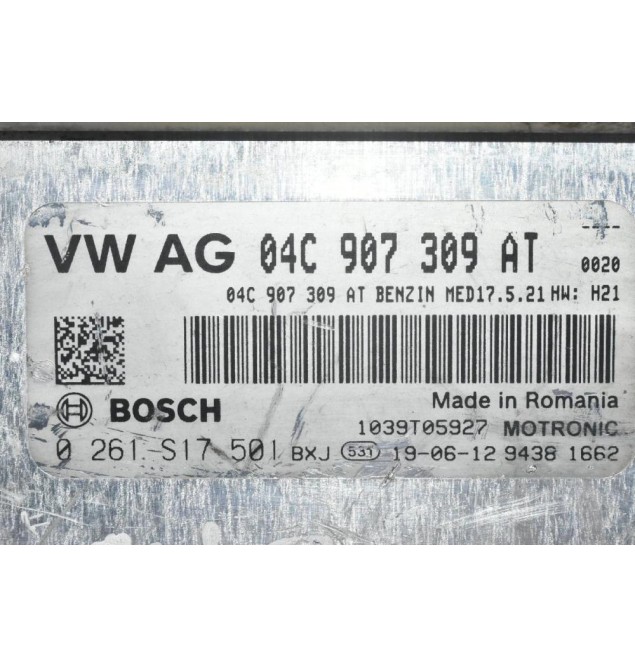 VW AG 04C 907 309 AT 0020
04C 907 309 AT BENZIN MED17.5.21 HW: H21
BOSCH Made in Romania
1039T05927 MOTRONIC
0 261 S17 501 BXJ 531 19-06-12 9438 1662